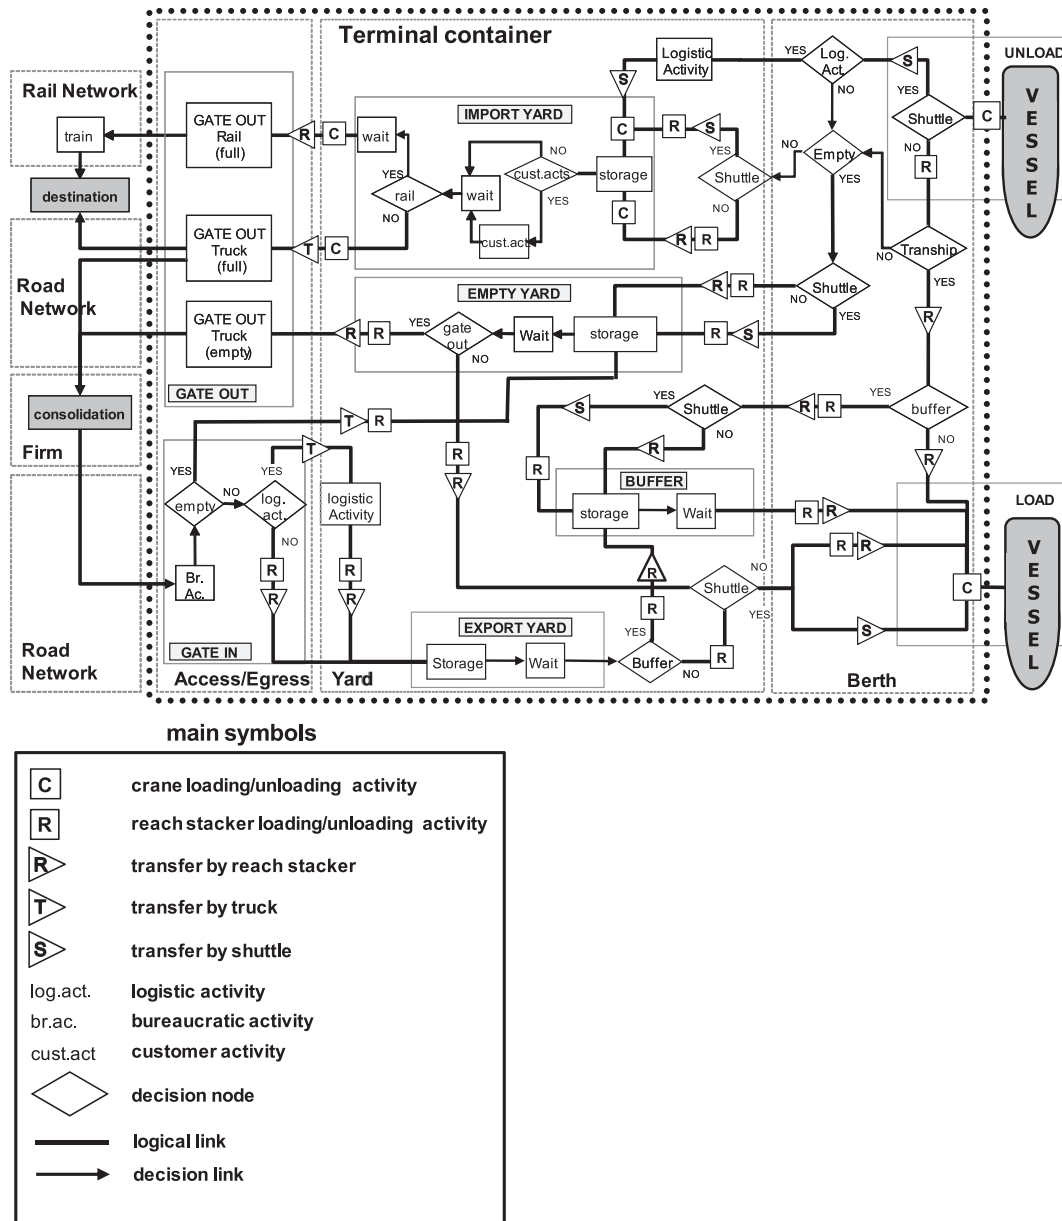 Terminal container
UNLOAD
Rail Network
train
destination
GATE OUT
Rail
(full)
R
C
wait
IMPORT YARD
NO
YES
cust.acts
wait
cust.act
storage
C
C
YES
rail
NO
S
Logistic
Activity
R
S
YES
Shuttle
NO
R
R
NO
YES
Log.
Act.
NO
Empty
YES
S
YES
Shuttle
NO
R
C
VESSEL
NO
Tranship
YES
R
Road
Network
GATE OUT
Truck
(full)
T
C
GATE OUT
Truck
(empty)
GATE OUT
R
R
EMPTY YARD
YES
gate
out
NO
Wait
storage
R
R
NO
Shuttle
YES
R
S
Firm
consolidation
T
R
YES
Shuttle
NO
S
R
R
R
R
YES
buffer
NO
R
R
R
BUFFER
storage
Wait
R
R
LOAD
VESSEL
YES
empty
NO
YES
log.
act.
NO
T
logistic
Activity
Br.
Ac.
R
R
R
R
GATE IN
Road
Network
R
R
NO
Shuttle
YES
R
R
S
C
EXPORT YARD
Storage
Wait
YES
Buffer
NO
R
Access/Egress
Yard
Berth
main symbols
C
crane loading/unloading activity
R
reach stacker loading/unloading activity
R
transfer by reach stacker
T
transfer by truck
S
transfer by shuttle
log.act.
logistic activity
br.ac.
bureaucratic activity
cust.act
customer activity
decision node
logical link
decision link